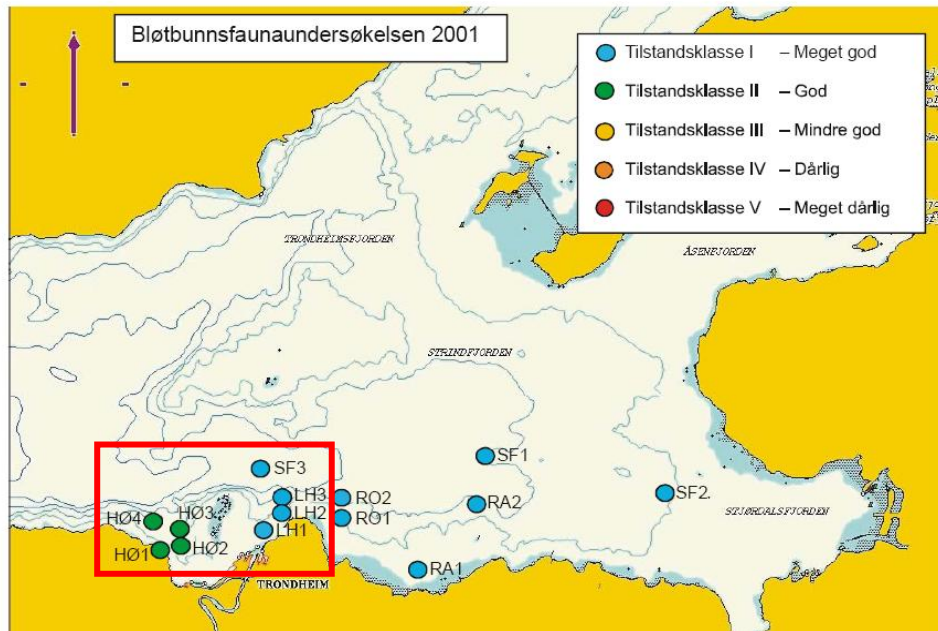 Bløtbunnsfaunaundersøkelsen 2001
Tilstandsklasse I – Meget god
Tilstandsklasse II – God
Tilstandsklasse III – Mindre god
Tilstandsklasse IV – Dårlig
Tilstandsklasse V – Meget dårlig
TRONDHEIMSFJORDEN
ÅSENFJORDEN
STRINDFJORDEN
SF1
SF3
SF2.
LH3
RO2
RA2
LH2
STJØRDALSFJORDEN
HØ4
HØ3
RO1
LH1
HØ1
HØ2
RA1
TRONDHEIM